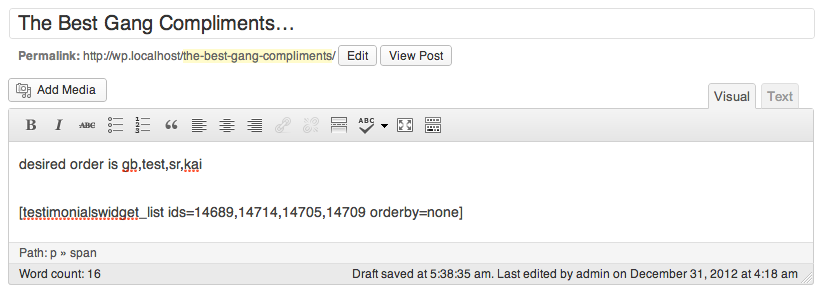 The Best Gang Compliments…
Permalink: http://wp.localhost/the-best-gang-compliments/ Edit View Post
Add Media
Visual Text
B I ABC ABC
desired order is gb,test,sr,kai
[testimonialswidget_list ids=14689,14714,14705,14709 orderby=none]
Path: p » span
Word count: 16 Draft saved at 5:38:35 am. Last edited by admin on December 31, 2012 at 4:18 am